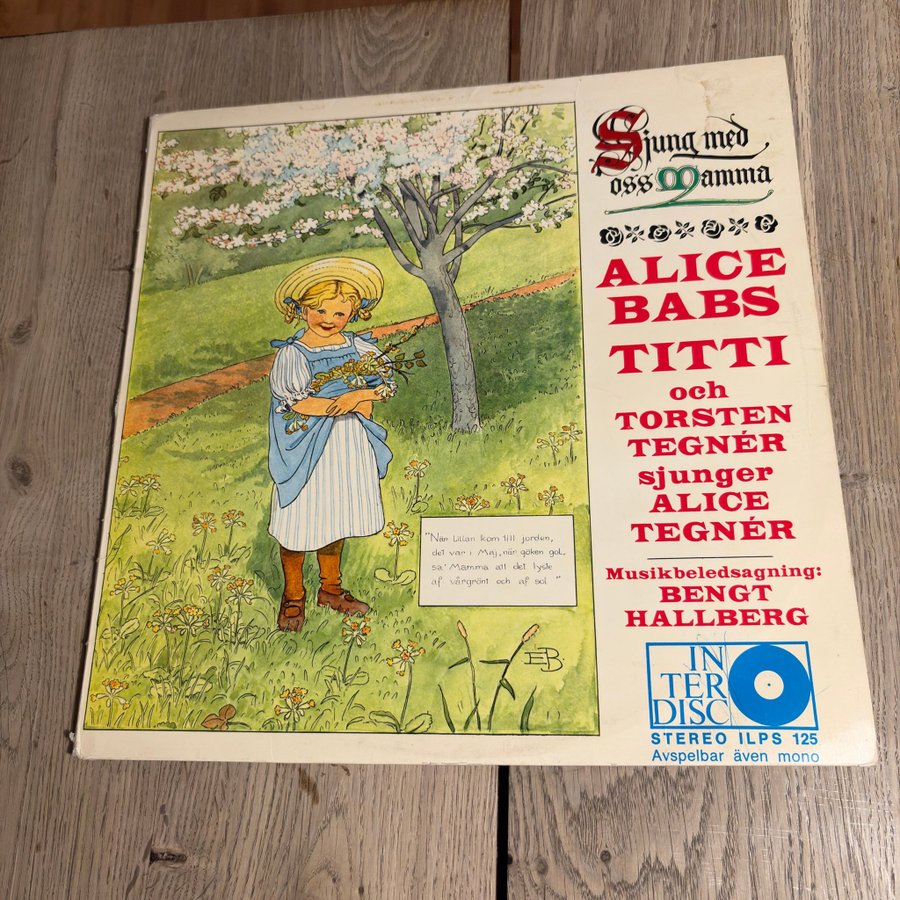 Sjung med
oss Mamma
ALICE
BABS
TITTI
och
TORSTEN
TEGNÉR
sjunger
ALICE
TEGNÉR
Musikbeledsagning:
BENGT
HALLBERG
"När Lillan kom till jorden,
det var i Maj, när göken gol,
sa' Mamma att det lyste
af vårgrönt och af sol"
EB
IN
TER
DISC
STEREO ILPS 125
Avspelbar även mono